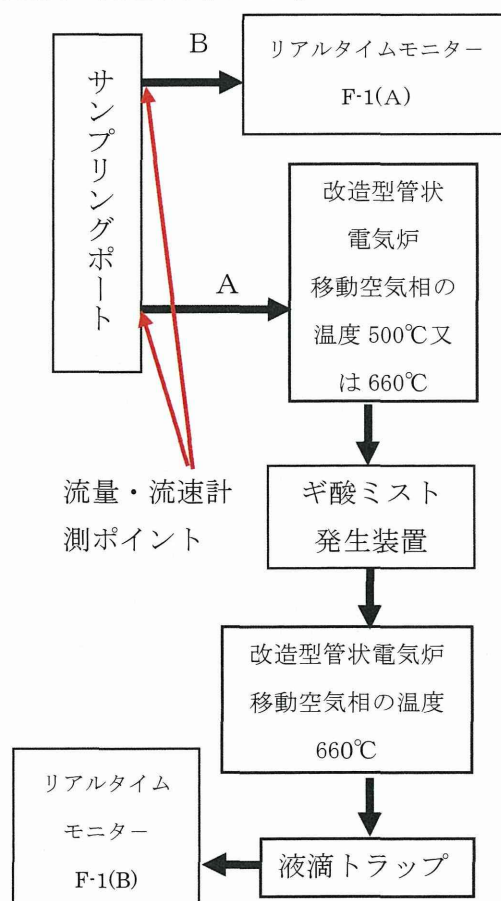 B
リアルタイムモニター
F-1(A)
サンプリングポート
改造型管状
電気炉
移動空気相の
温度 500℃又
は 660℃
A
流量・流速計
測ポイント
ギ酸ミスト
発生装置
改造型管状電気炉
移動空気相の温度
660℃
リアルタイム
モニター
F-1(B)
液滴トラップ